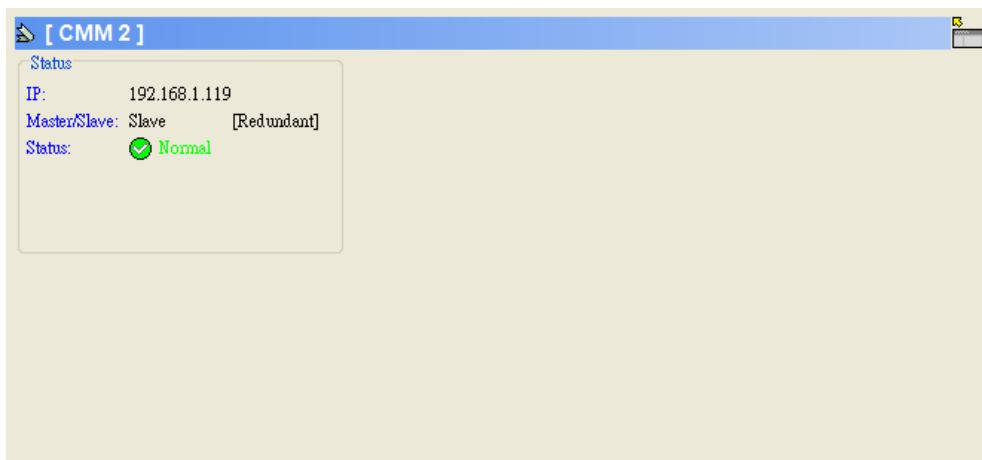 [ CMM 2 ]
Status
IP: 192.168.1.119
Master/Slave: Slave [Redundant]
Status: Normal